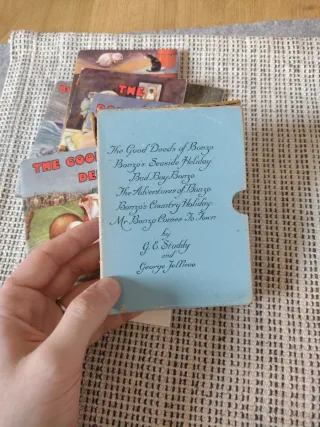 THE
THE GOO
DE
The Good Deeds of Bonzo
Bonzo's Seaside Holiday
Bad Boy Bonzo
The Adventures of Bonzo
Bonzo's Country Holiday
Mr Bonzo Comes To Town
by
G. E. Studdy
and
George Jellicoe